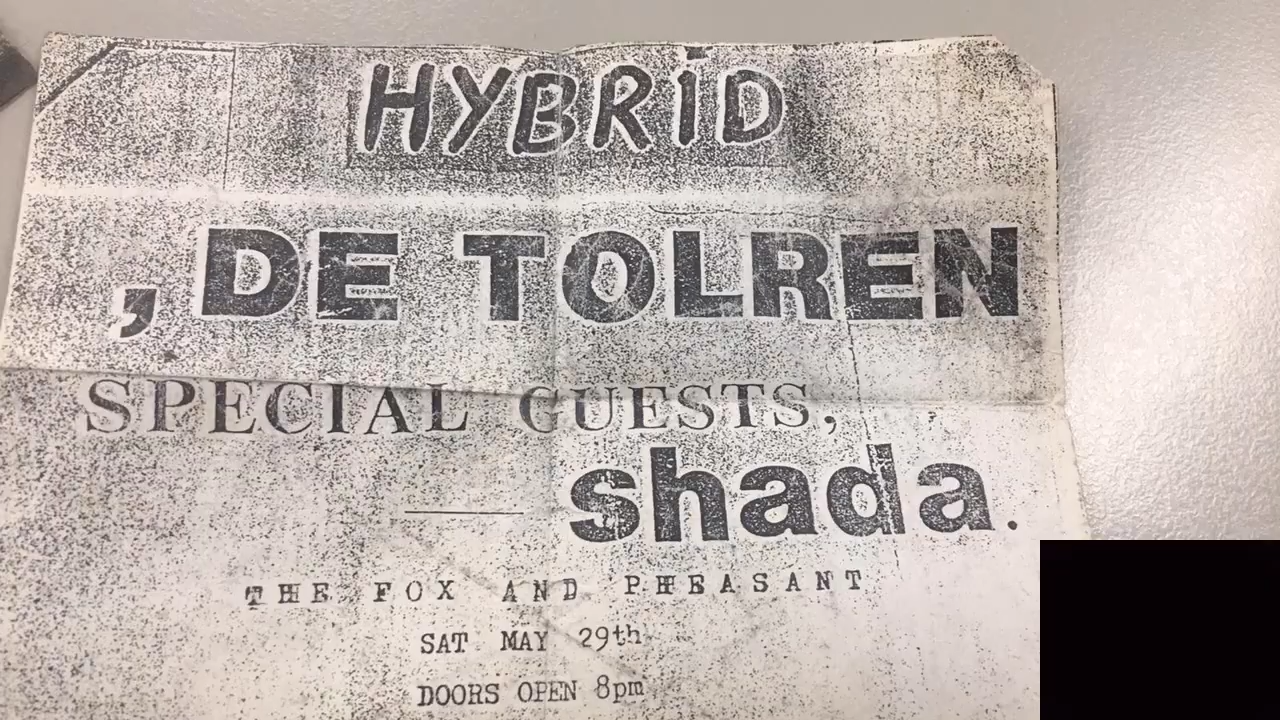 HYBRiD
, DE TOLREN
SPECIAL GUESTS,
shada.
THE FOX AND PHEASANT
SAT MAY 29th
DOORS OPEN 8pm